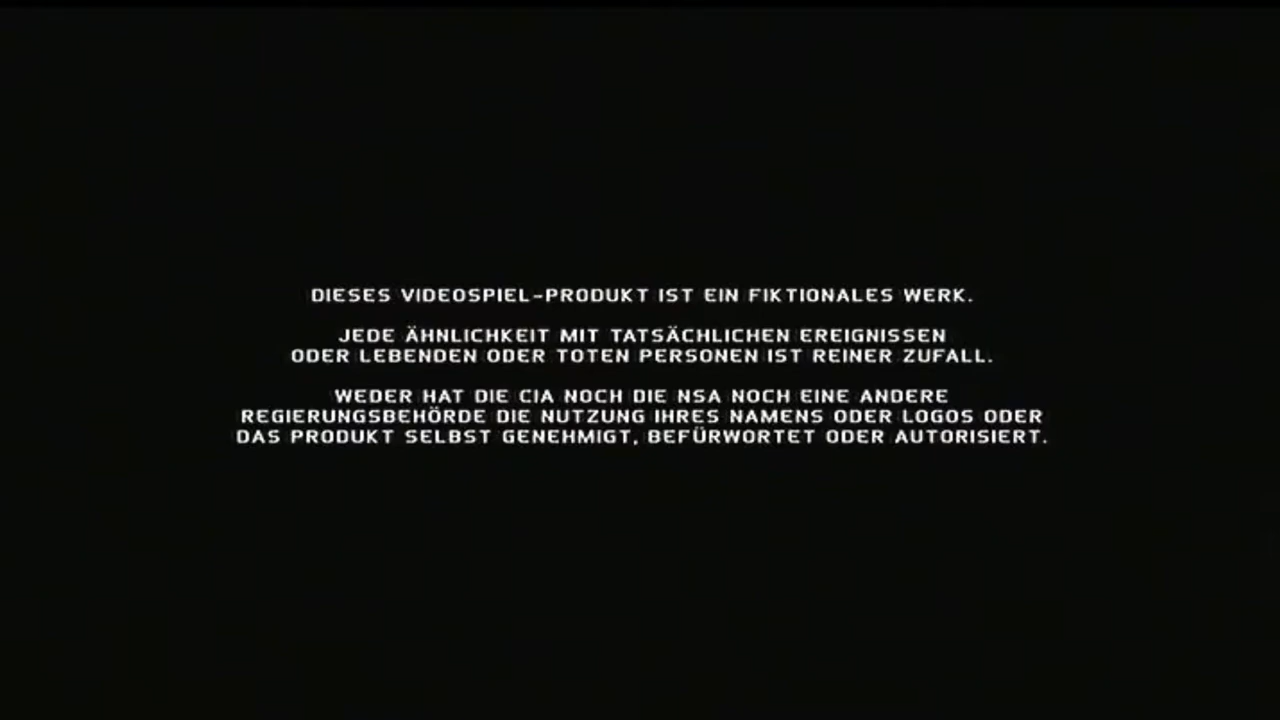 DIESES VIDEOSPIEL-PRODUKT IST EIN FIKTIONALES WERK.
JEDE ÄHNLICHKEIT MIT TATSÄCHLICHEN EREIGNISSEN
ODER LEBENDEN ODER TOTEN PERSONEN IST REINER ZUFALL.
WEDER HAT DIE CIA NOCH DIE NSA NOCH EINE ANDERE
REGIERUNGSBEHÖRDE DIE NUTZUNG IHRES NAMENS ODER LOGOS ODER
DAS PRODUKT SELBST GENEHMIGT, BEFÜRWORTET ODER AUTORISIERT.